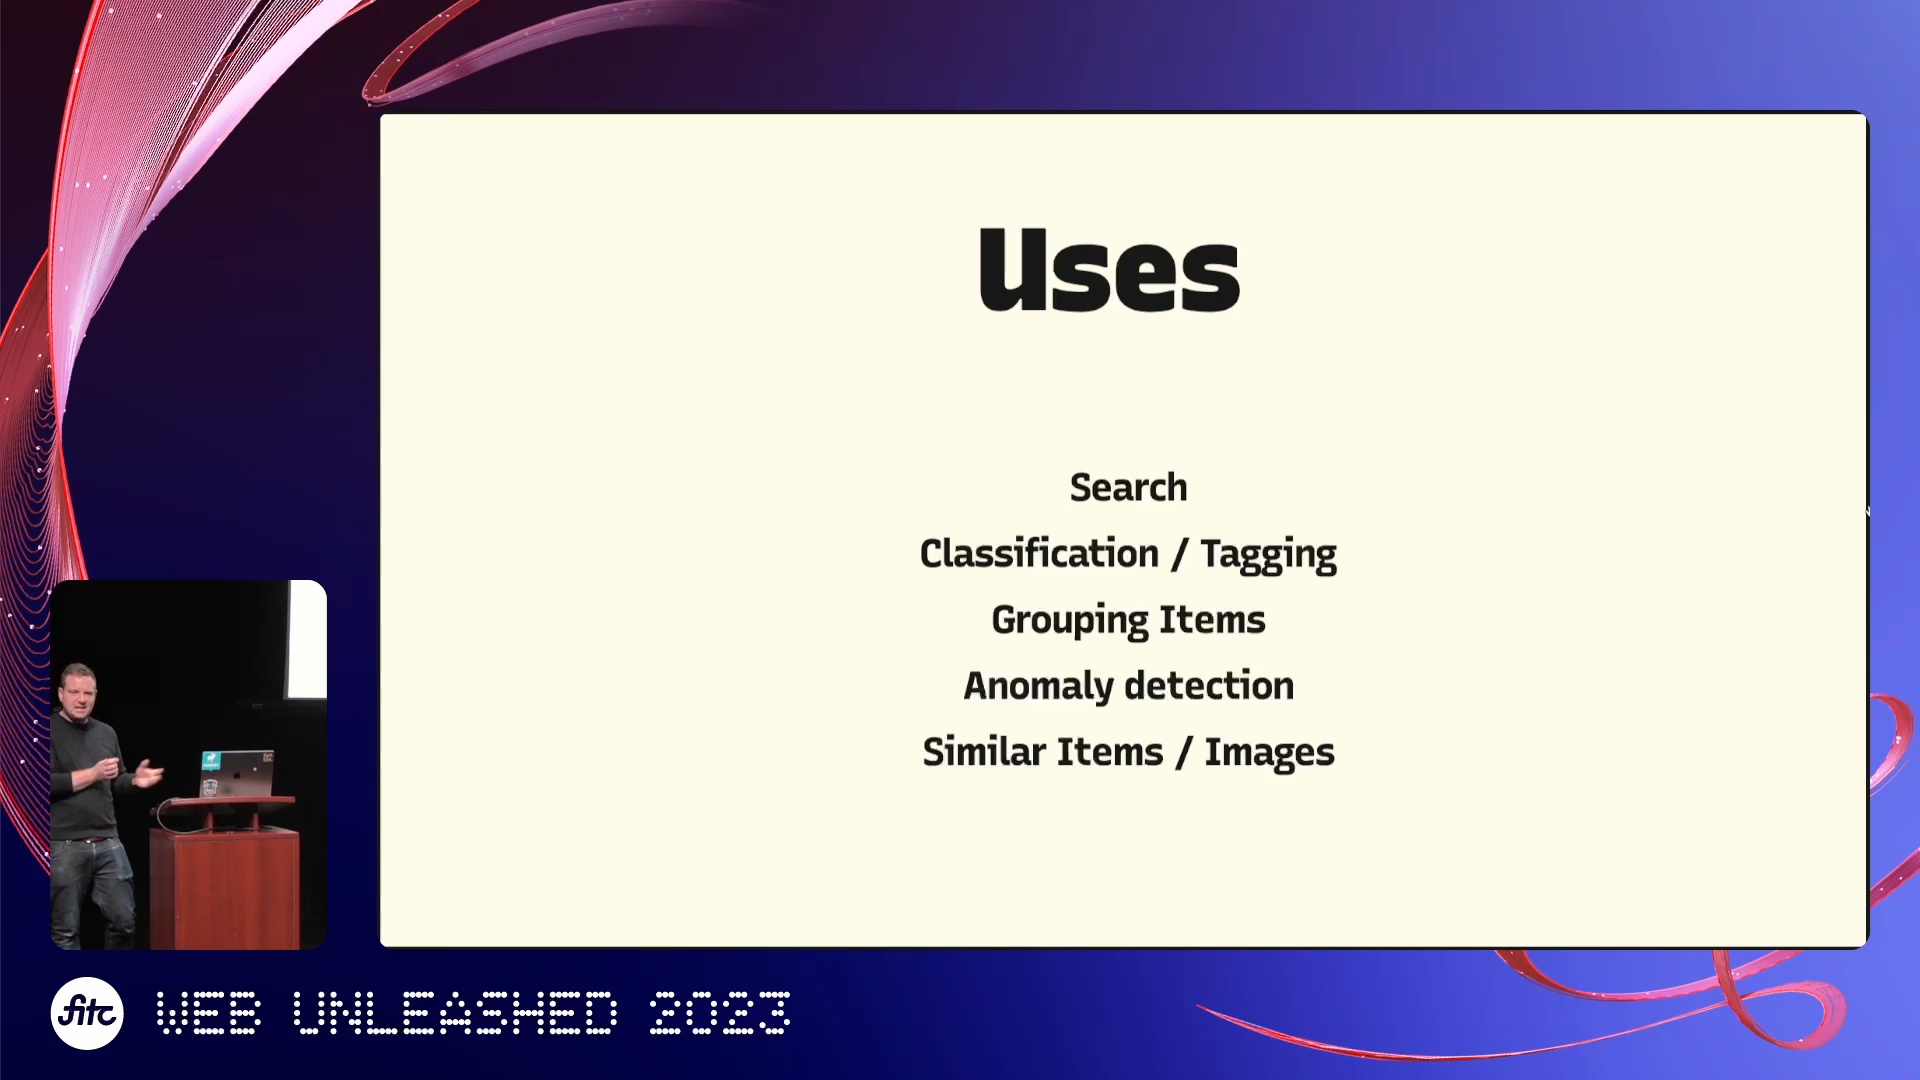 Uses
Search
Classification / Tagging
Grouping Items
Anomaly detection
Similar Items / Images
fitc
WEB UNLEASHED 2023